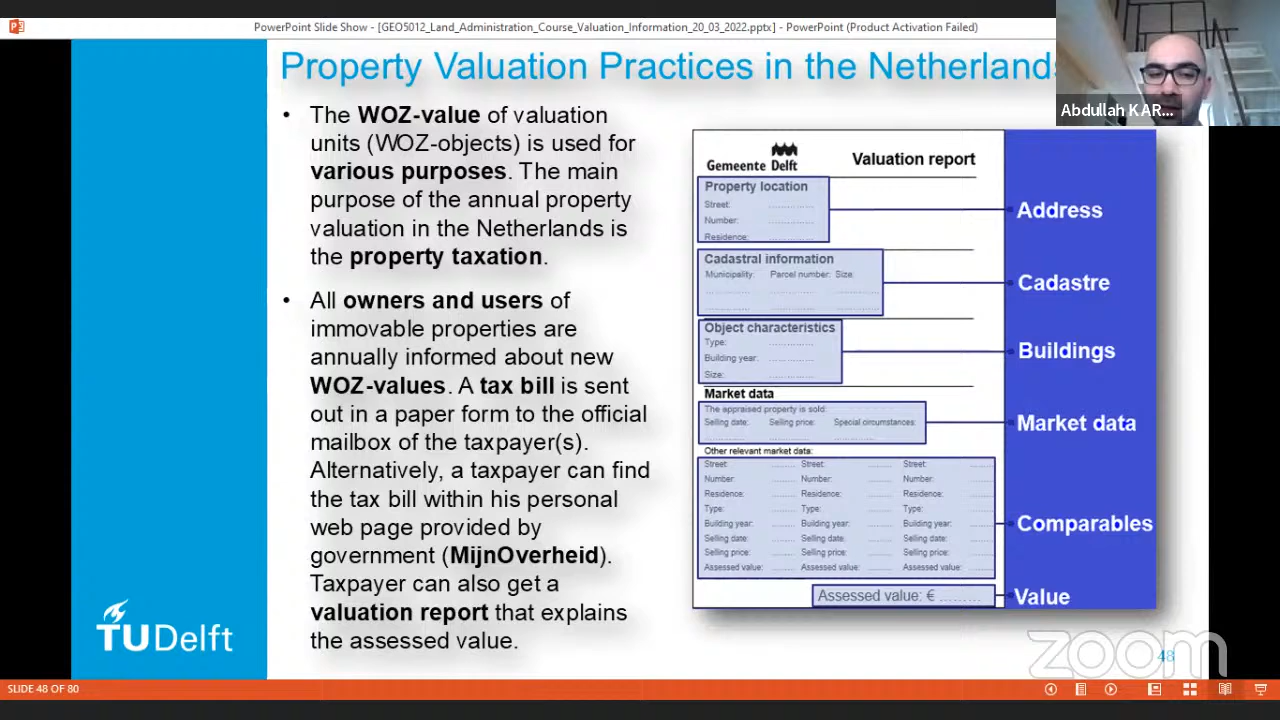 PowerPoint Slide Show - [GEO5012_Land_Administration_Course_Valuation_Information_20_03_2022.pptx] - PowerPoint (Product Activation Failed)
Property Valuation Practices in the Netherlands
Abdullah KAR...
• The WOZ-value of valuation
units (WOZ-objects) is used for
various purposes. The main
purpose of the annual property
valuation in the Netherlands is
the property taxation.
• All owners and users of
immovable properties are
annually informed about new
WOZ-values. A tax bill is sent
out in a paper form to the official
mailbox of the taxpayer(s).
Alternatively, a taxpayer can find
the tax bill within his personal
web page provided by
government (MijnOverheid).
Taxpayer can also get a
valuation report that explains
the assessed value.
Gemeente Delft
Valuation report
Property location
Street: ...............
Number: ...............
Residence: ...............
Address
Cadastral information
Municipality: Parcel number: Size:
Cadastre
Object characteristics
Type: ...............
Building year: ...............
Size: ...............
Buildings
Market data
The appraised property is sold:
Selling date: Selling price: Special circumstances:
Market data
Other relevant market data:
Street: ........ Street: ........ Street: ........
Number: ........ Number: ........ Number: ........
Residence: ........ Residence: ........ Residence: ........
Type: ........ Type: ........ Type: ........
Building year: ........ Building year: ........ Building year: ........
Selling date: ........ Selling date: ........ Selling date: ........
Selling price: ........ Selling price: ........ Selling price: ........
Assessed value: ........ Assessed value: ........ Assessed value: ........
Comparables
Assessed value: € .........
Value
TUDelft
zoom
48
SLIDE 48 OF 80